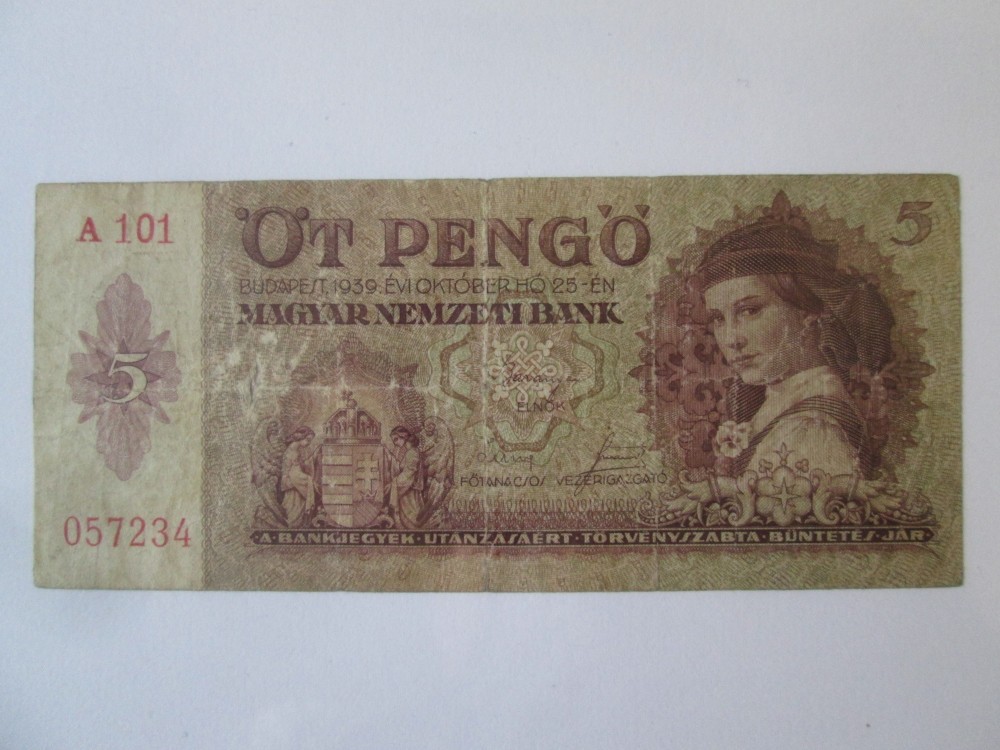 A 101
ÖT PENGŐ
5
BUDAPEST, 1939. ÉVI OKTÓBER HÓ 25-ÉN
MAGYAR NEMZETI BANK
5
ELNÖK
FŐTANÁCSOS VEZÉRIGAZGATÓ
057234
A·BANKJEGYEK·UTÁNZÁSÁÉRT·TÖRVÉNYSZABTA·BÜNTETÉS·JÁR·